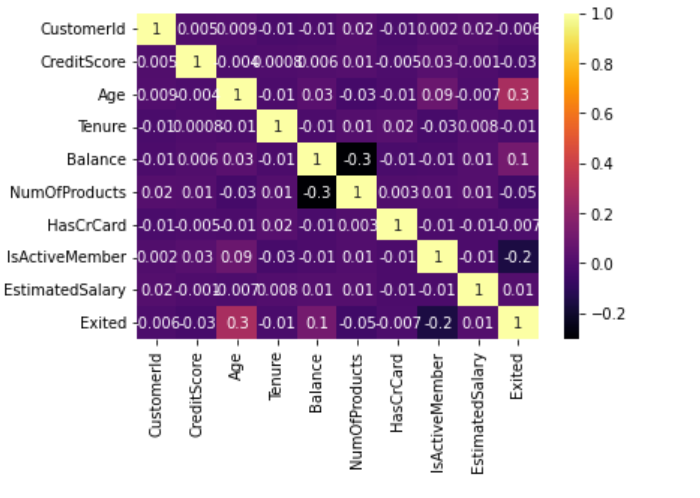 CustomerId 1 0.005 0.009 -0.01 -0.01 0.02 -0.01 0.002 0.02 -0.006
CreditScore 0.005 1 -0.004 0.0008 0.006 0.01 -0.005 0.03 -0.001 -0.03
Age 0.009 -0.004 1 -0.01 0.03 -0.03 -0.01 0.09 -0.007 0.3
Tenure -0.01 0.0008 -0.01 1 -0.01 0.01 0.02 -0.03 0.008 -0.01
Balance -0.01 0.006 0.03 -0.01 1 -0.3 -0.01 -0.01 0.01 0.1
NumOfProducts 0.02 0.01 -0.03 0.01 -0.3 1 0.003 0.01 0.01 -0.05
HasCrCard -0.01 -0.005 -0.01 0.02 -0.01 0.003 1 -0.01 -0.01 -0.007
IsActiveMember 0.002 0.03 0.09 -0.03 -0.01 0.01 -0.01 1 -0.01 -0.2
EstimatedSalary 0.02 -0.001 -0.007 0.008 0.01 0.01 -0.01 -0.01 1 0.01
Exited -0.006 -0.03 0.3 -0.01 0.1 -0.05 -0.007 -0.2 0.01 1
CustomerId
CreditScore
Age
Tenure
Balance
NumOfProducts
HasCrCard
IsActiveMember
EstimatedSalary
Exited
1.0
0.8
0.6
0.4
0.2
0.0
−0.2